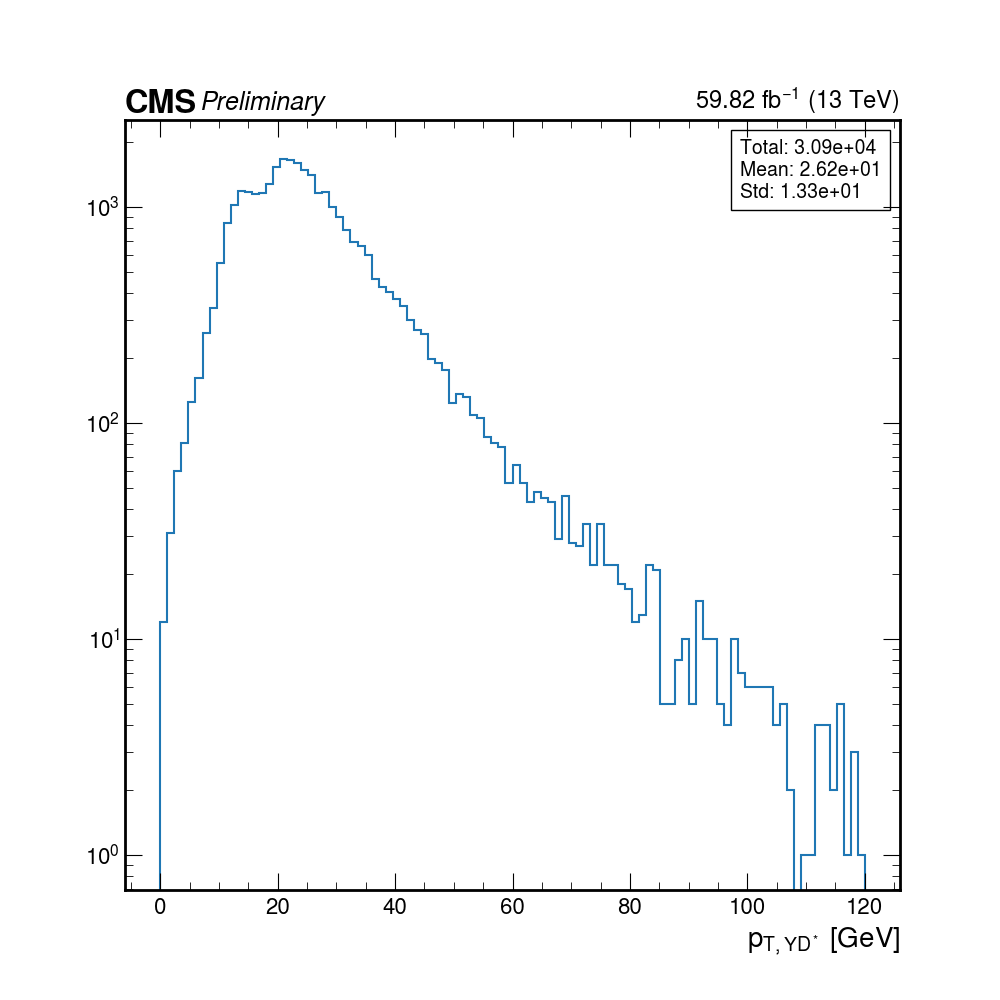 CMS Preliminary 59.82 fb⁻¹ (13 TeV)
Total: 3.09e+04
Mean: 2.62e+01
Std: 1.33e+01
10³
10²
10¹
10⁰
0 20 40 60 80 100 120
p_{T, YD*} [GeV]